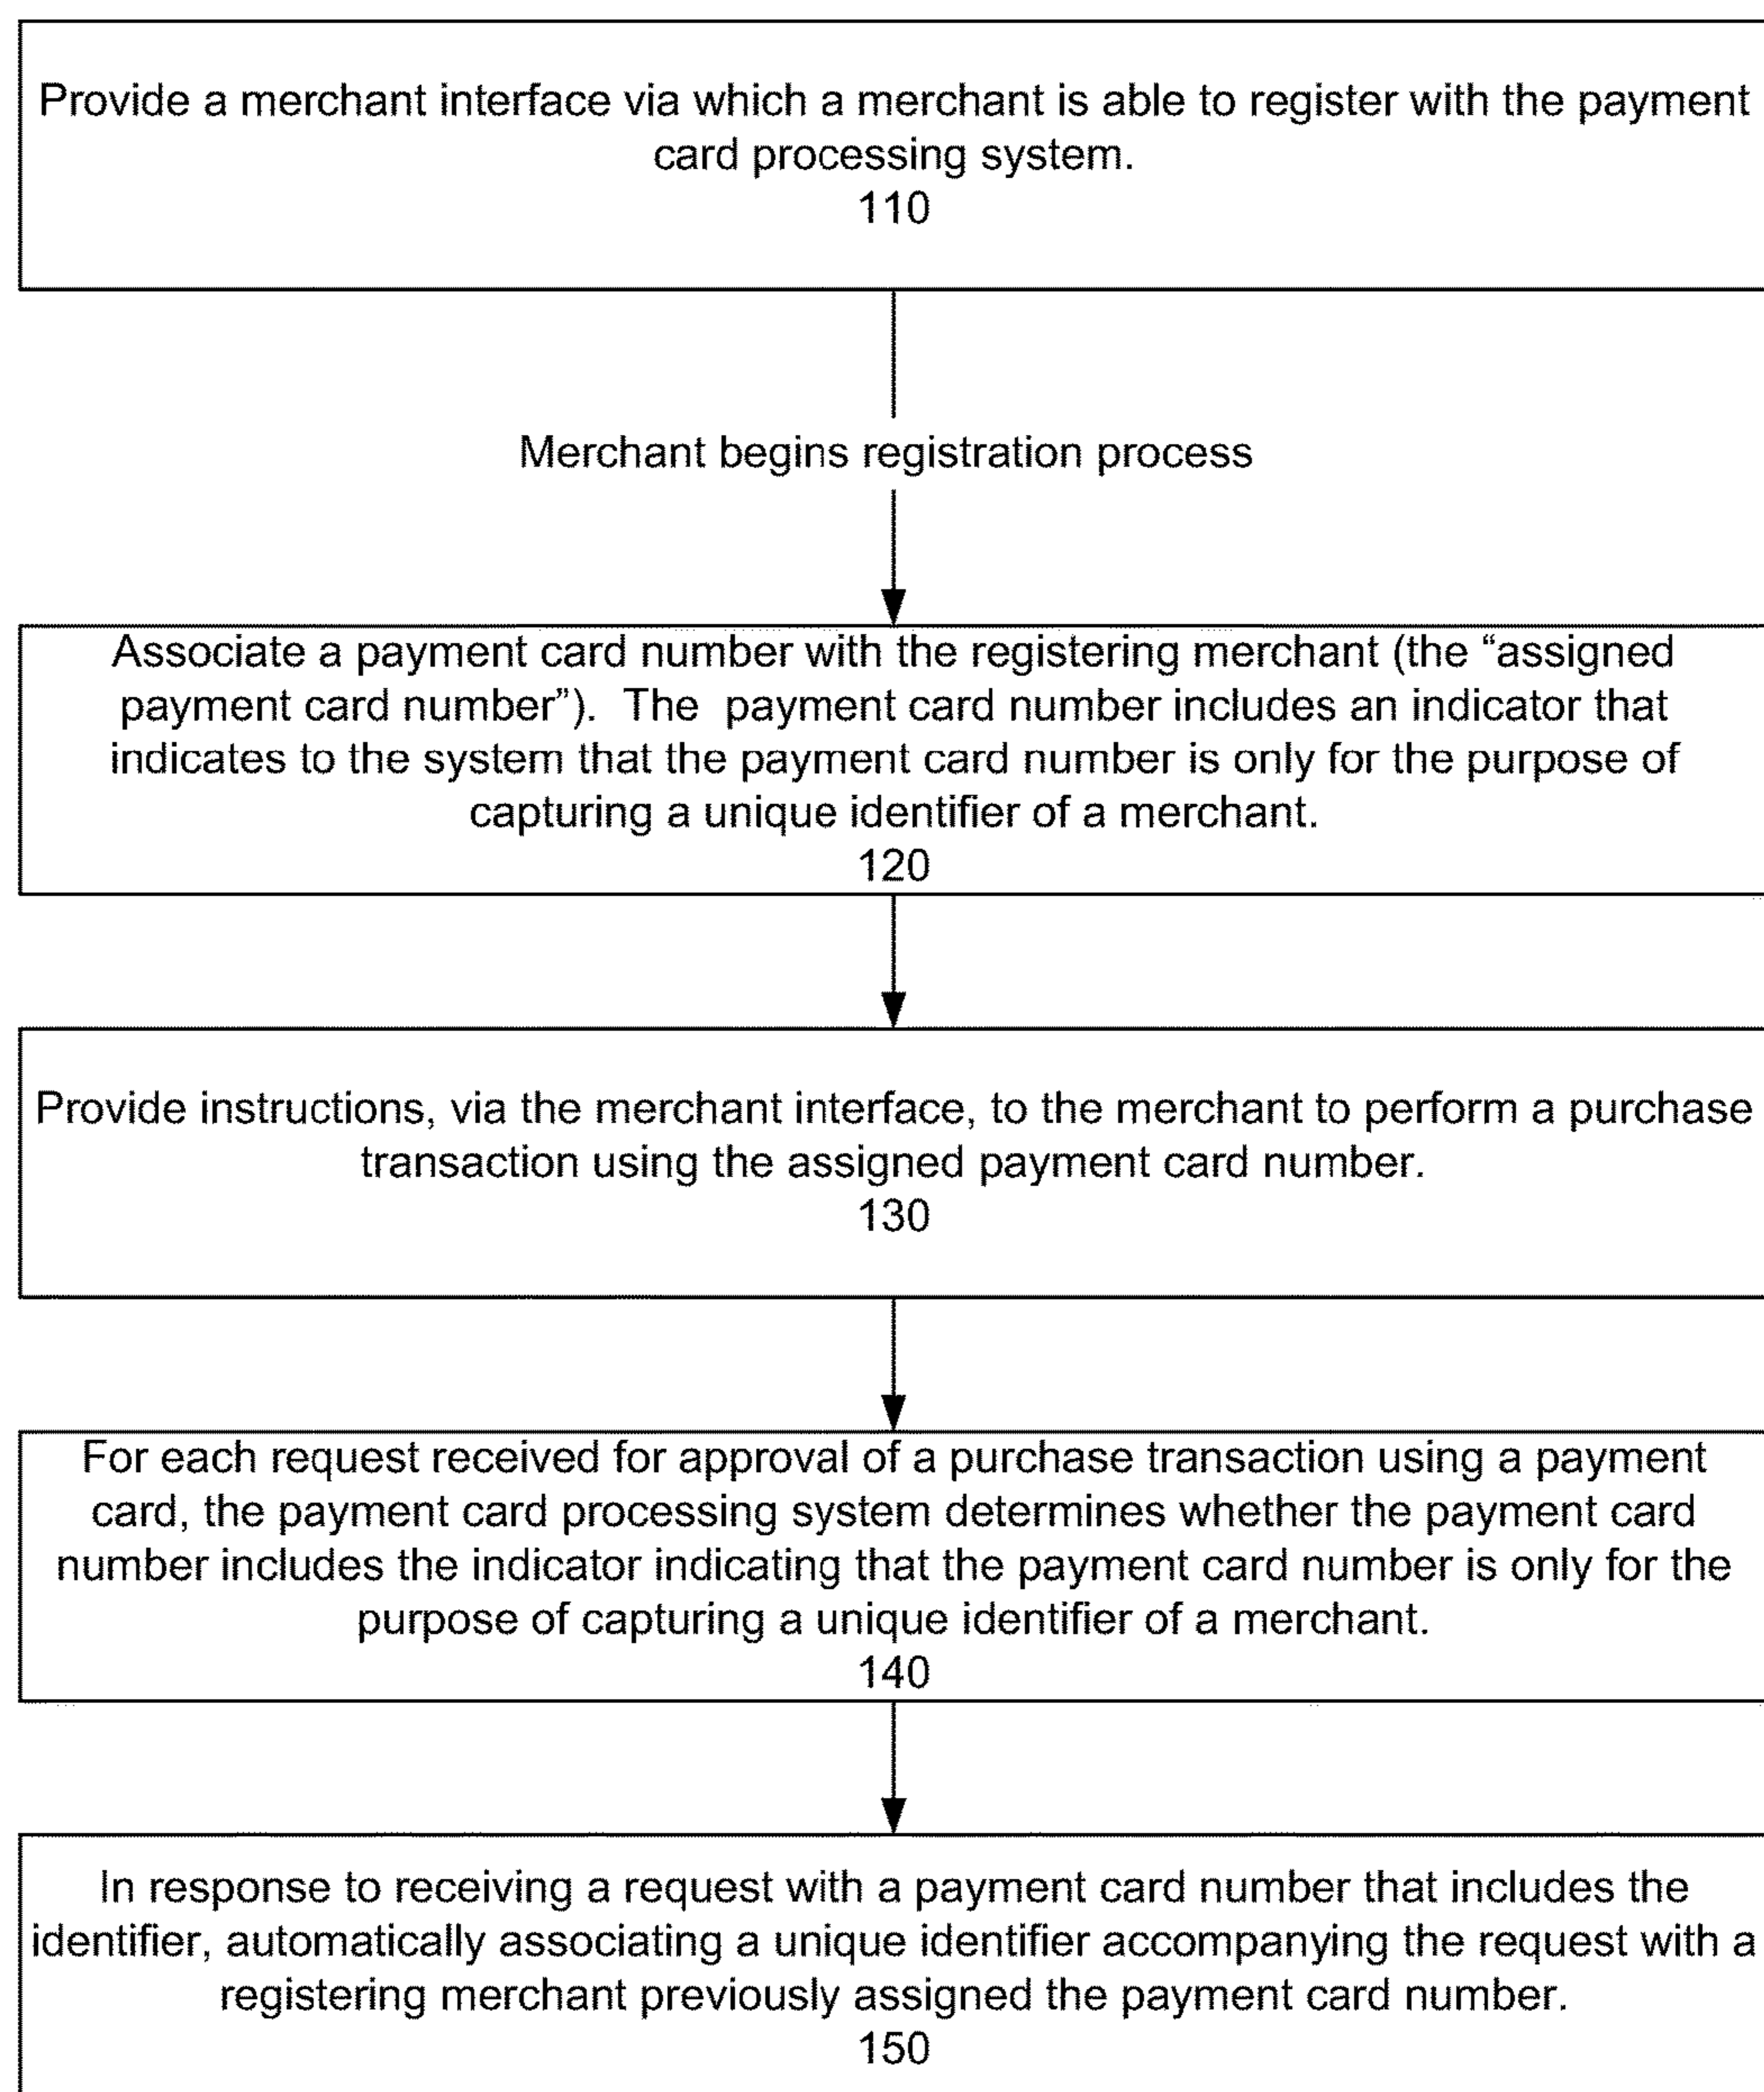 Provide a merchant interface via which a merchant is able to register with the payment
card processing system.
110
Merchant begins registration process
Associate a payment card number with the registering merchant (the “assigned
payment card number”).  The  payment card number includes an indicator that
indicates to the system that the payment card number is only for the purpose of
capturing a unique identifier of a merchant.
120
Provide instructions, via the merchant interface, to the merchant to perform a purchase
transaction using the assigned payment card number.
130
For each request received for approval of a purchase transaction using a payment
card, the payment card processing system determines whether the payment card
number includes the indicator indicating that the payment card number is only for the
purpose of capturing a unique identifier of a merchant.
140
In response to receiving a request with a payment card number that includes the
identifier, automatically associating a unique identifier accompanying the request with a
registering merchant previously assigned the payment card number.
150